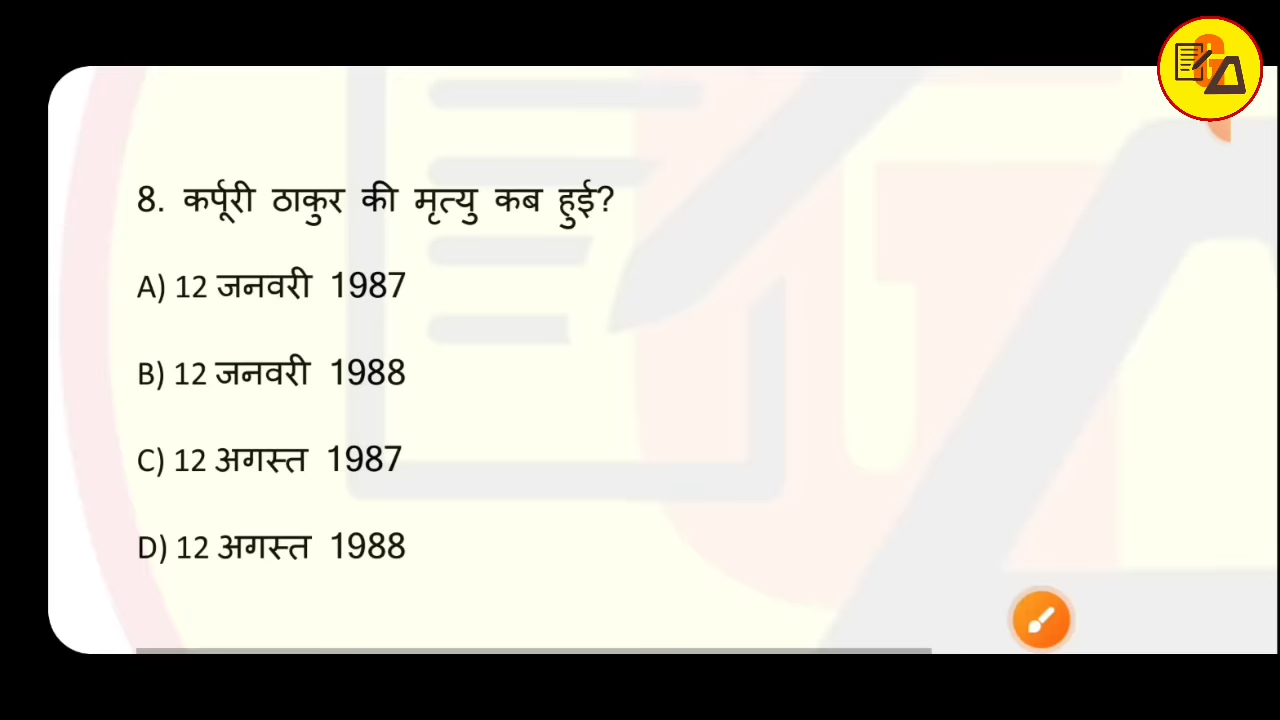 8. कर्पूरी ठाकुर की मृत्यु कब हुई?
A) 12 जनवरी 1987
B) 12 जनवरी 1988
C) 12 अगस्त 1987
D) 12 अगस्त 1988